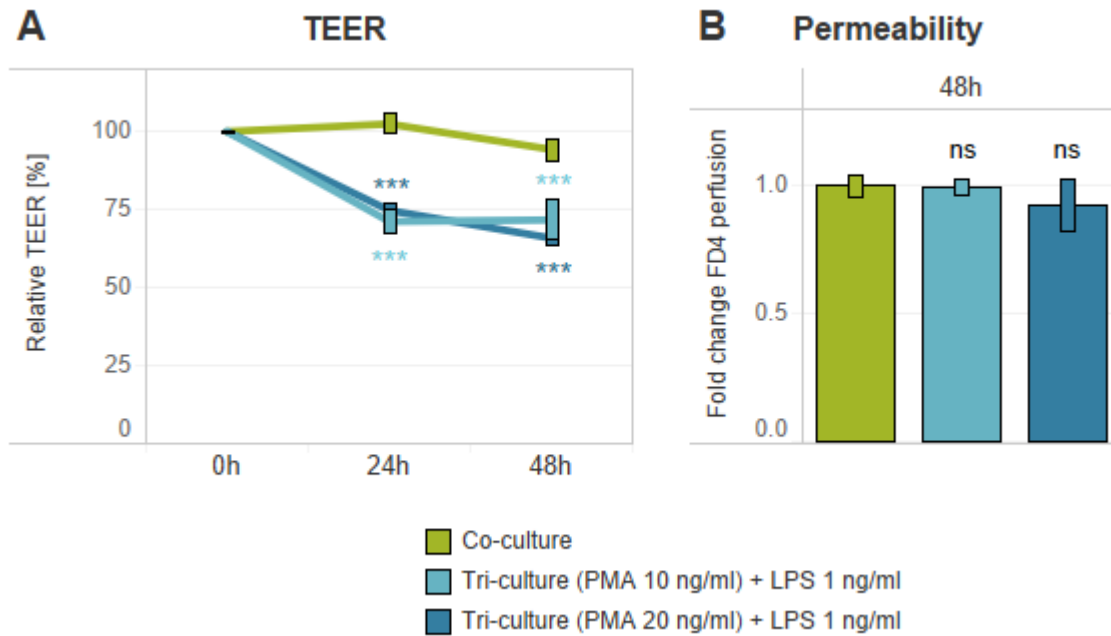 A
TEER
Relative TEER [%]
100
75
50
25
0
***
***
***
***
0h
24h
48h
B
Permeability
48h
Fold change FD4 perfusion
1.0
0.5
0.0
ns
ns
Co-culture
Tri-culture (PMA 10 ng/ml) + LPS 1 ng/ml
Tri-culture (PMA 20 ng/ml) + LPS 1 ng/ml